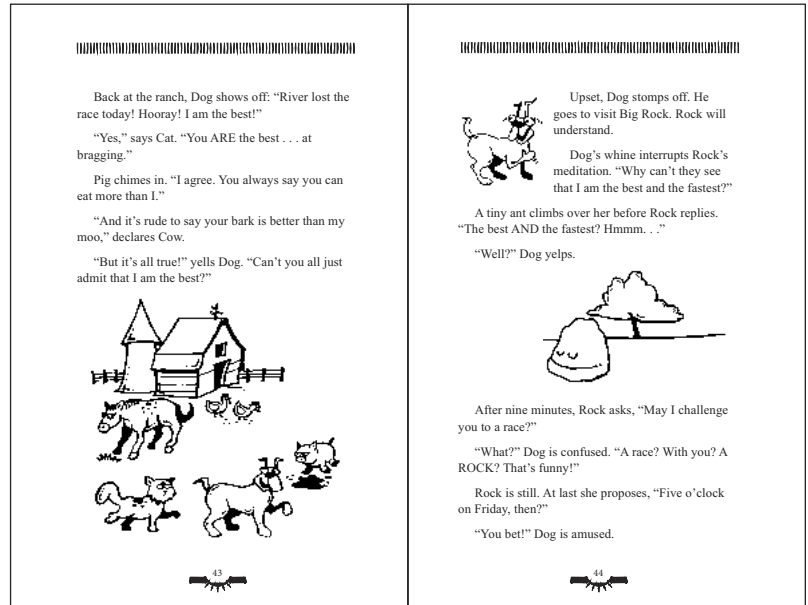 Back at the ranch, Dog shows off: “River lost the
race today! Hooray! I am the best!”
“Yes,” says Cat. “You ARE the best . . . at
bragging.”
Pig chimes in. “I agree. You always say you can
eat more than I.”
“And it’s rude to say your bark is better than my
moo,” declares Cow.
“But it’s all true!” yells Dog. “Can’t you all just
admit that I am the best?”
43
Upset, Dog stomps off. He
goes to visit Big Rock. Rock will
understand.
Dog’s whine interrupts Rock’s
meditation. “Why can’t they see
that I am the best and the fastest?”
A tiny ant climbs over her before Rock replies.
“The best AND the fastest? Hmmm. . .”
“Well?” Dog yelps.
After nine minutes, Rock asks, “May I challenge
you to a race?”
“What?” Dog is confused. “A race? With you? A
ROCK? That’s funny!”
Rock is still. At last she proposes, “Five o’clock
on Friday, then?”
“You bet!” Dog is amused.
44